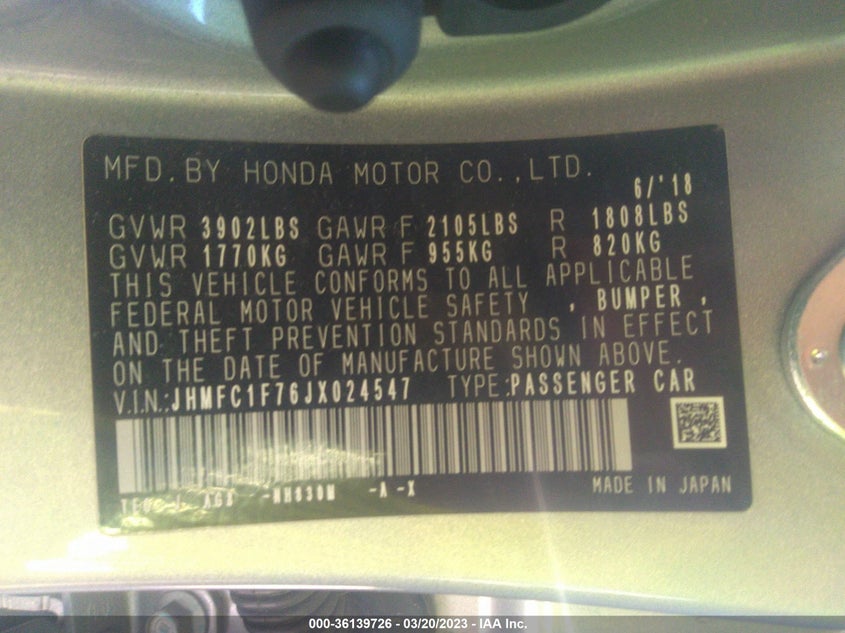 MFD. BY HONDA MOTOR CO.,LTD. 6/'18
GVWR 3902LBS GAWR F 2105LBS R 1808LBS
GVWR 1770KG GAWR F 955KG R 820KG
THIS VEHICLE CONFORMS TO ALL APPLICABLE
FEDERAL MOTOR VEHICLE SAFETY , BUMPER ,
AND THEFT PREVENTION STANDARDS IN EFFECT
ON THE DATE OF MANUFACTURE SHOWN ABOVE.
V.I.N.:JHMFC1F76JX024547 TYPE:PASSENGER CAR
-NH830M -A -X MADE IN JAPAN
000-36139726 - 03/20/2023 - IAA Inc.